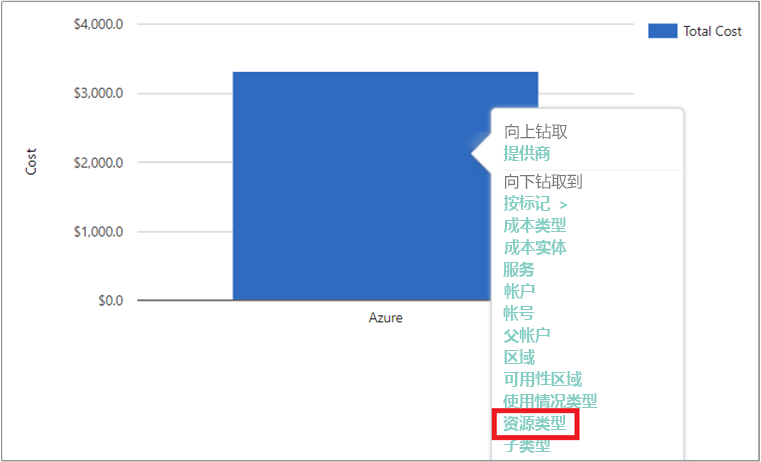 $4,000.0
Total Cost
$3,000.0
$2,000.0
$1,000.0
$0.0
Cost
Azure
向上钻取
提供商
向下钻取到
按标记 >
成本类型
成本实体
服务
帐户
帐号
父帐户
区域
可用性区域
使用情况类型
资源类型
子类型